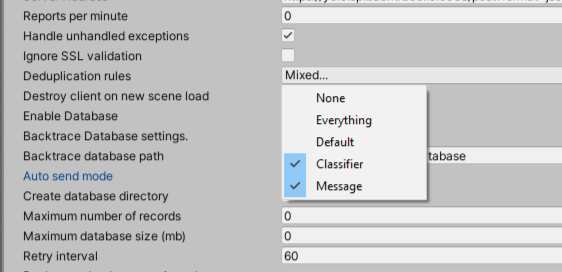 Reports per minute 0
Handle unhandled exceptions
Ignore SSL validation
Deduplication rules Mixed...
Destroy client on new scene load None
Enable Database Everything
Backtrace Database settings. Default
Backtrace database path Classifier tabase
Auto send mode Message
Create database directory
Maximum number of records 0
Maximum database size (mb) 0
Retry interval 60